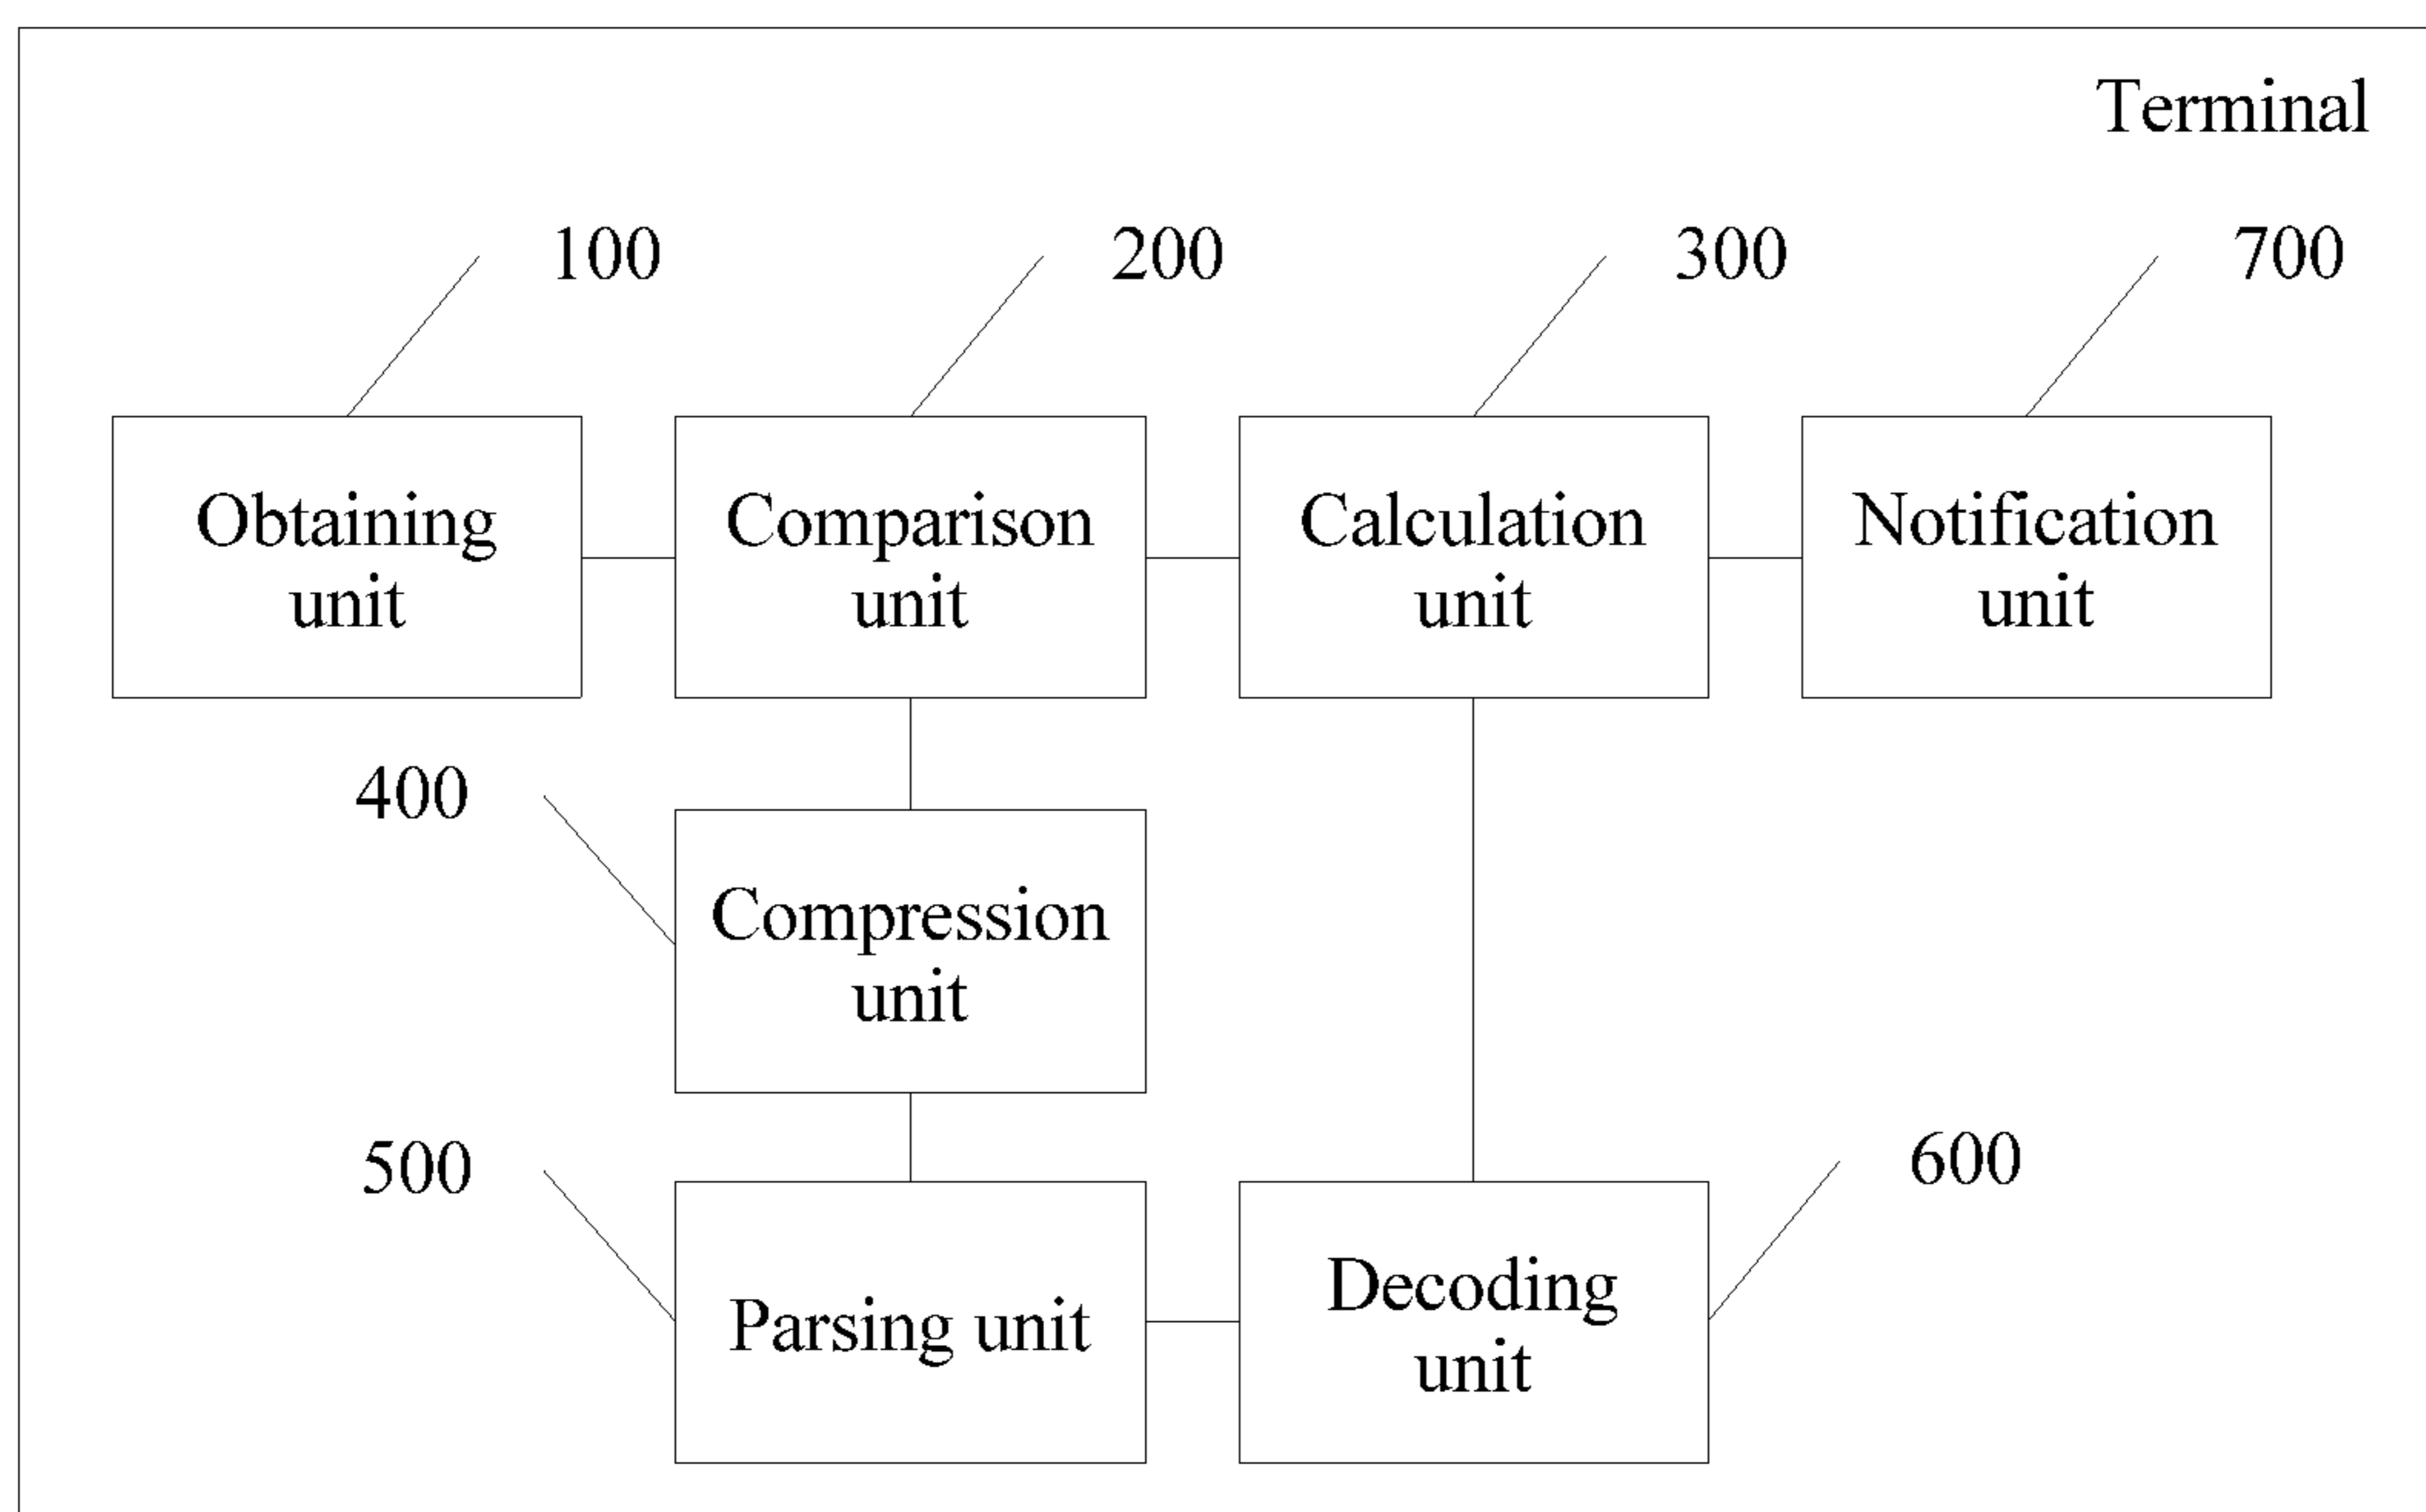 Terminal
100
200
300
700
Obtaining
unit
Comparison
unit
Calculation
unit
Notification
unit
400
Compression
unit
500
600
Parsing unit
Decoding
unit